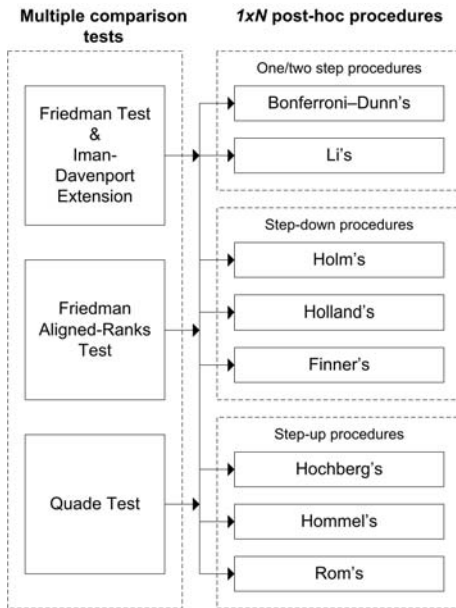 Multiple comparison
tests
1xN post-hoc procedures
Friedman Test
&
Iman-
Davenport
Extension
Friedman
Aligned-Ranks
Test
Quade Test
One/two step procedures
Bonferroni–Dunn's
Li's
Step-down procedures
Holm's
Holland's
Finner's
Step-up procedures
Hochberg's
Hommel's
Rom's